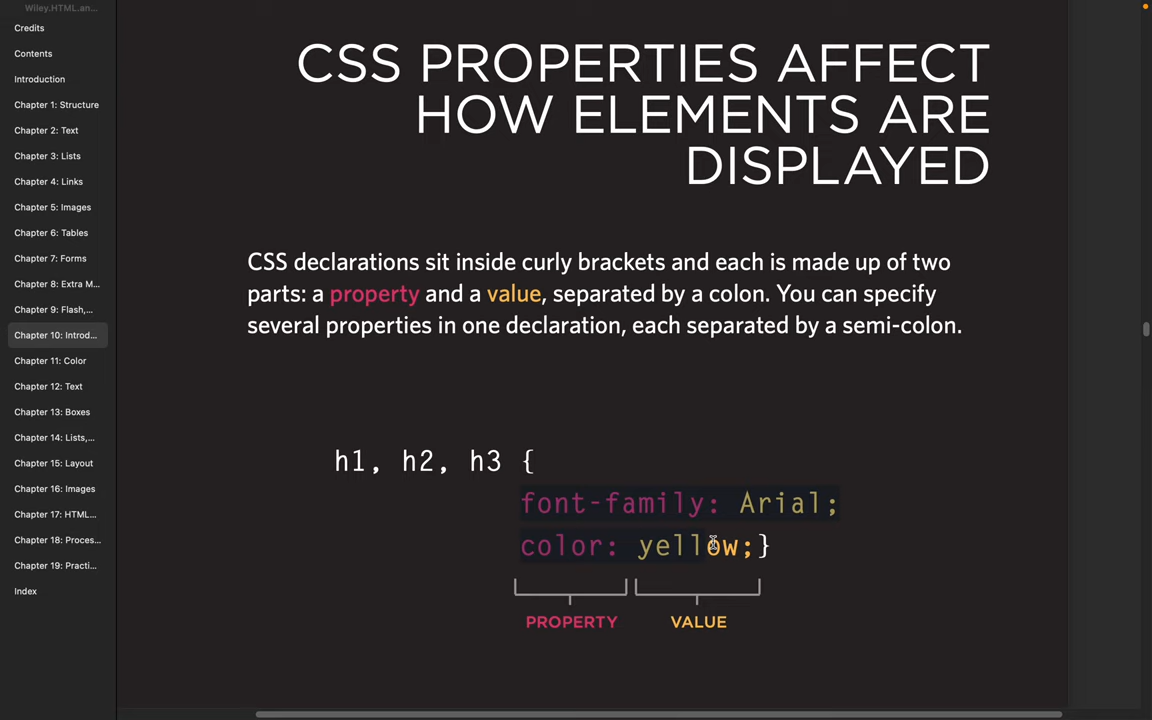 Wiley.HTML.an...
Credits
Contents
Introduction
Chapter 1: Structure
Chapter 2: Text
Chapter 3: Lists
Chapter 4: Links
Chapter 5: Images
Chapter 6: Tables
Chapter 7: Forms
Chapter 8: Extra M...
Chapter 9: Flash,...
Chapter 10: Introd...
Chapter 11: Color
Chapter 12: Text
Chapter 13: Boxes
Chapter 14: Lists,...
Chapter 15: Layout
Chapter 16: Images
Chapter 17: HTML...
Chapter 18: Proces...
Chapter 19: Practi...
Index
CSS PROPERTIES AFFECT
HOW ELEMENTS ARE
DISPLAYED
CSS declarations sit inside curly brackets and each is made up of two
parts: a property and a value, separated by a colon. You can specify
several properties in one declaration, each separated by a semi-colon.
h1, h2, h3 {
font-family: Arial;
color: yellow;}
PROPERTY VALUE